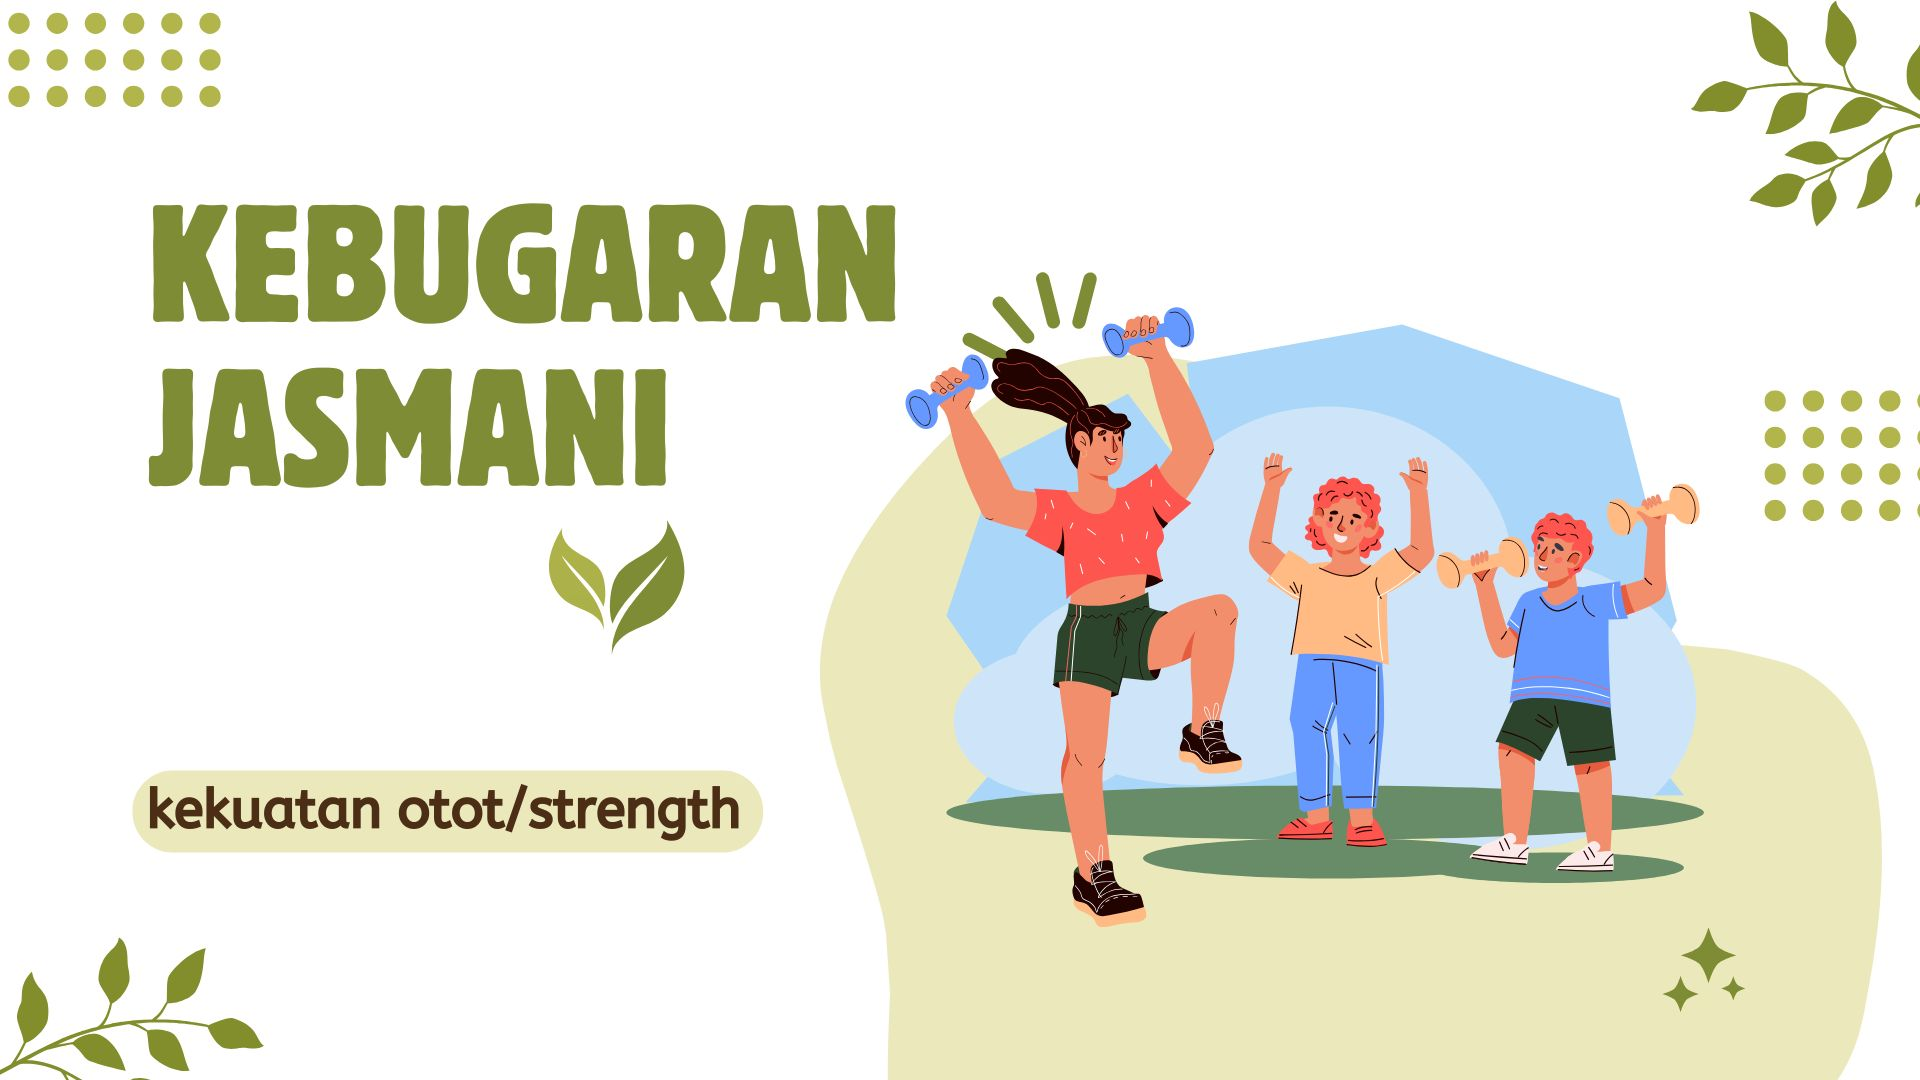 KEBUGARAN
JASMANI
kekuatan otot/strength